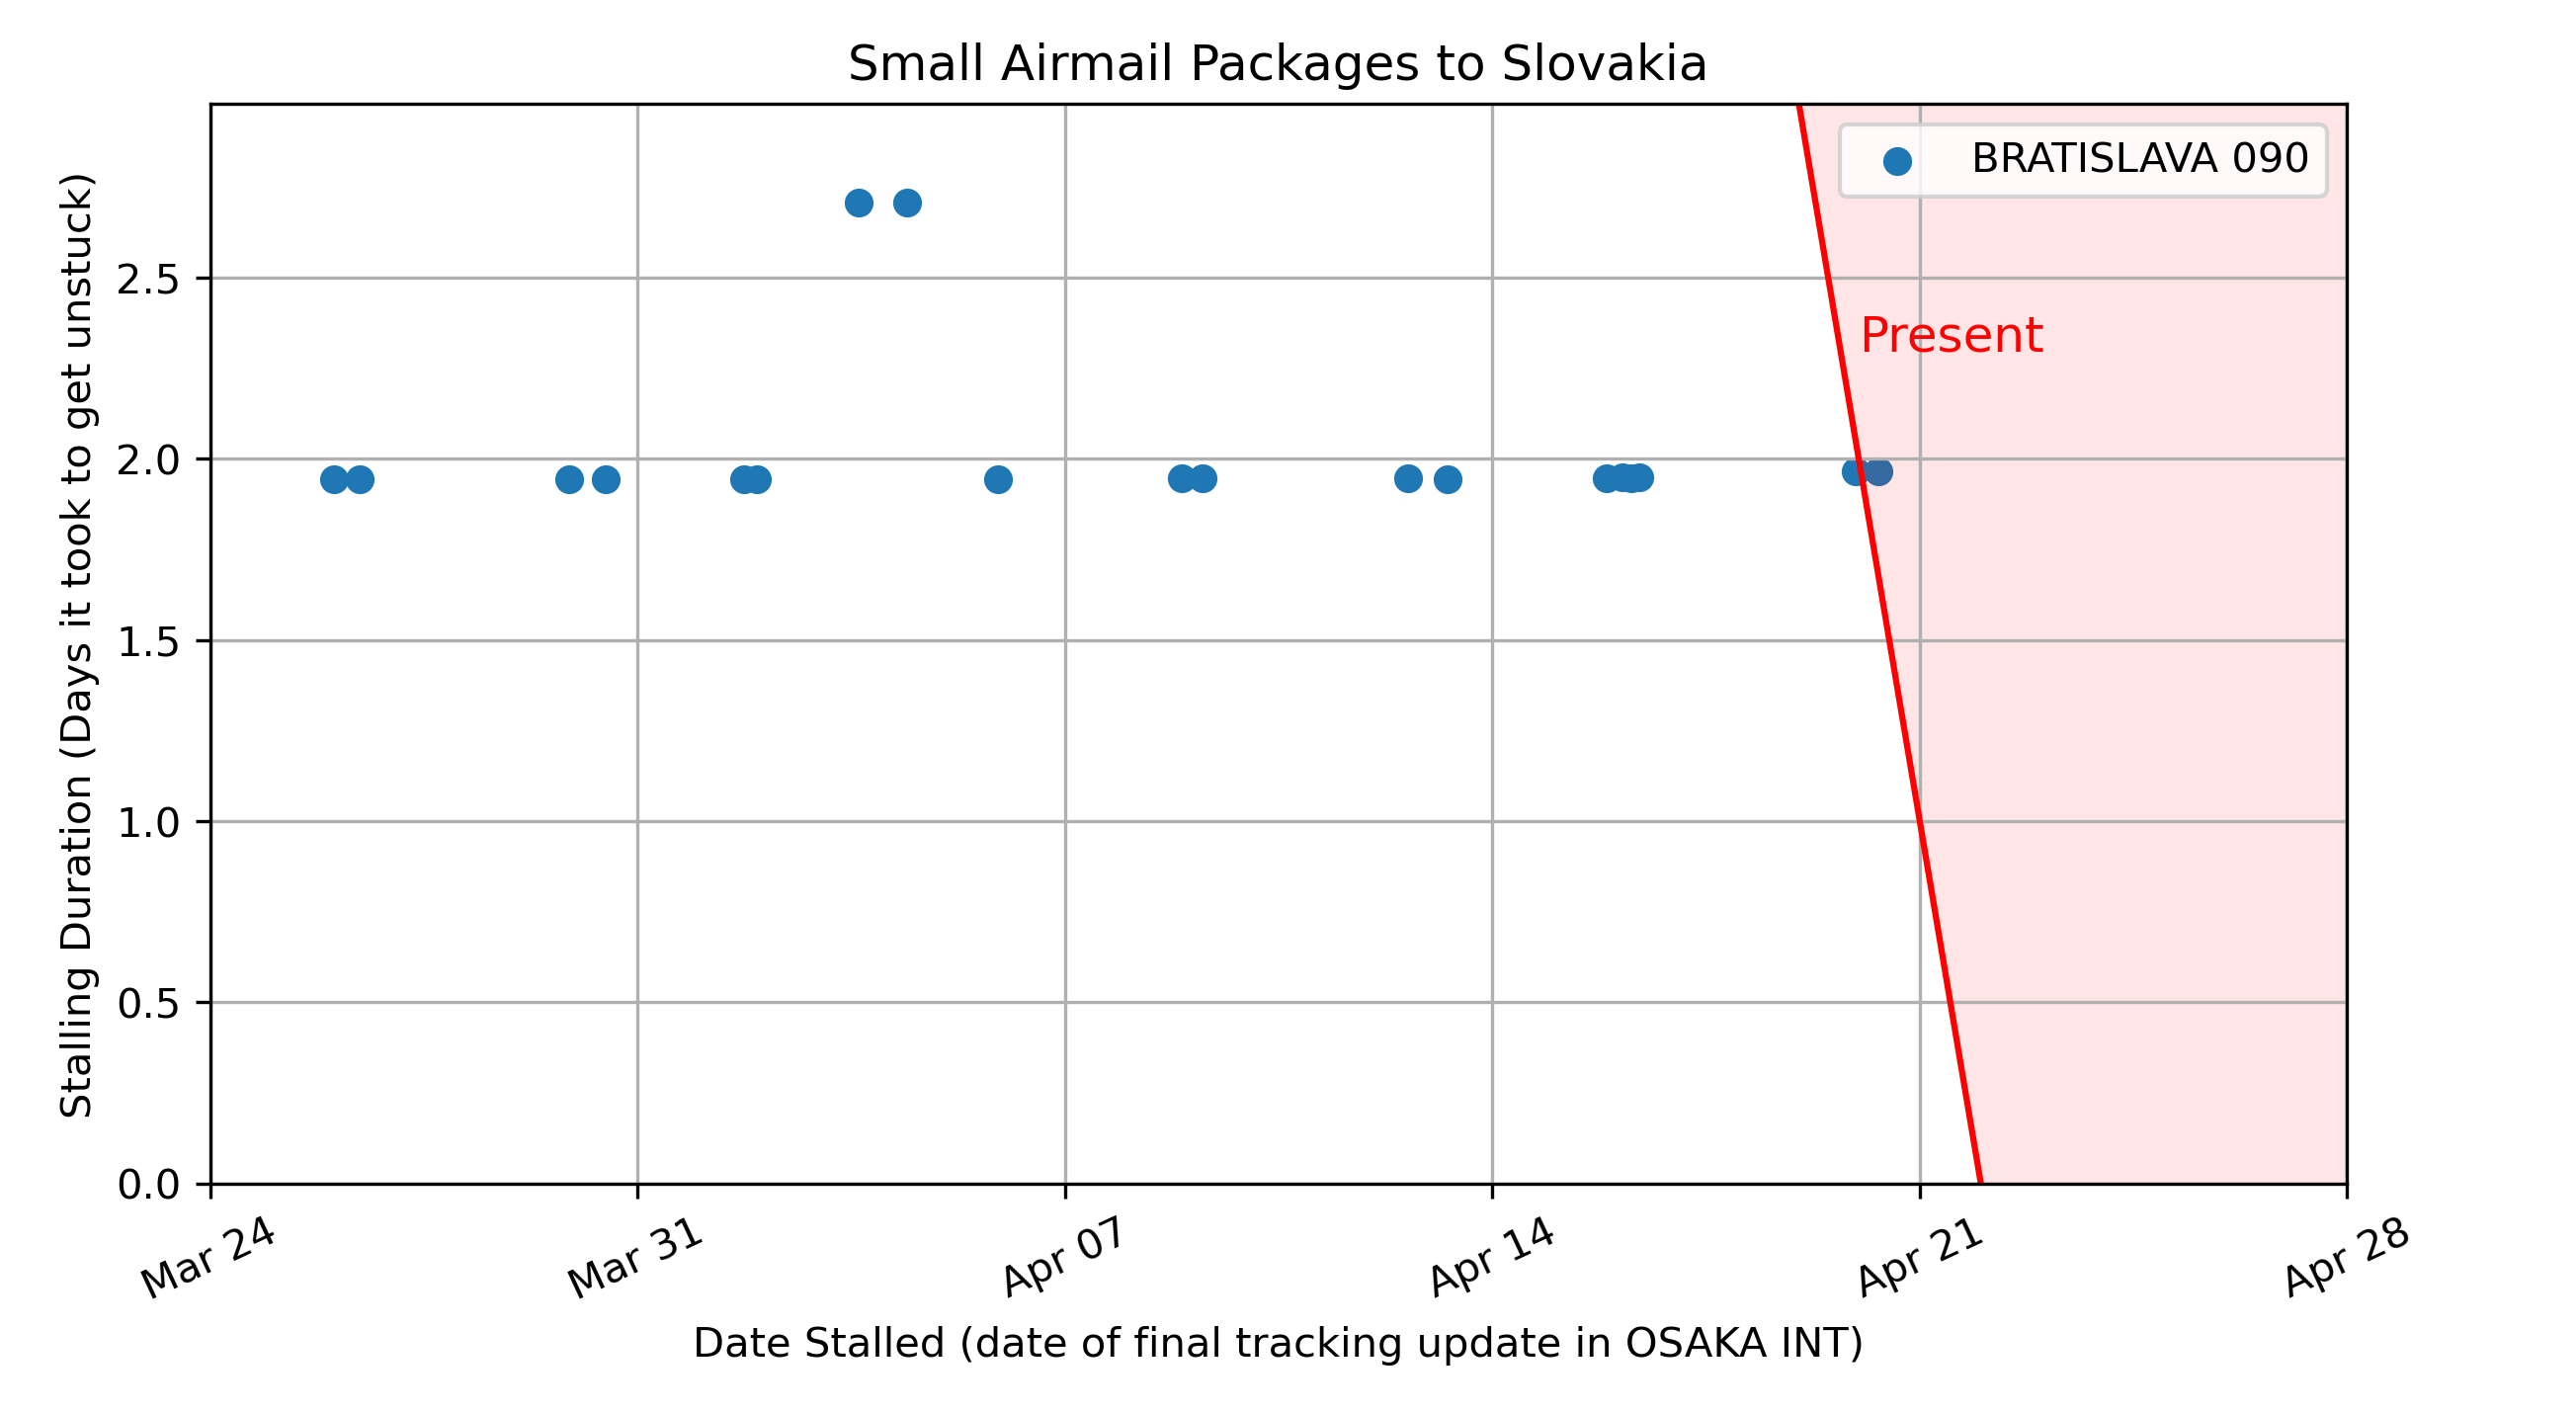 Small Airmail Packages to Slovakia
BRATISLAVA 090
Present
Stalling Duration (Days it took to get unstuck)
2.5
2.0
1.5
1.0
0.5
0.0
Mar 24
Mar 31
Apr 07
Apr 14
Apr 21
Apr 28
Date Stalled (date of final tracking update in OSAKA INT)